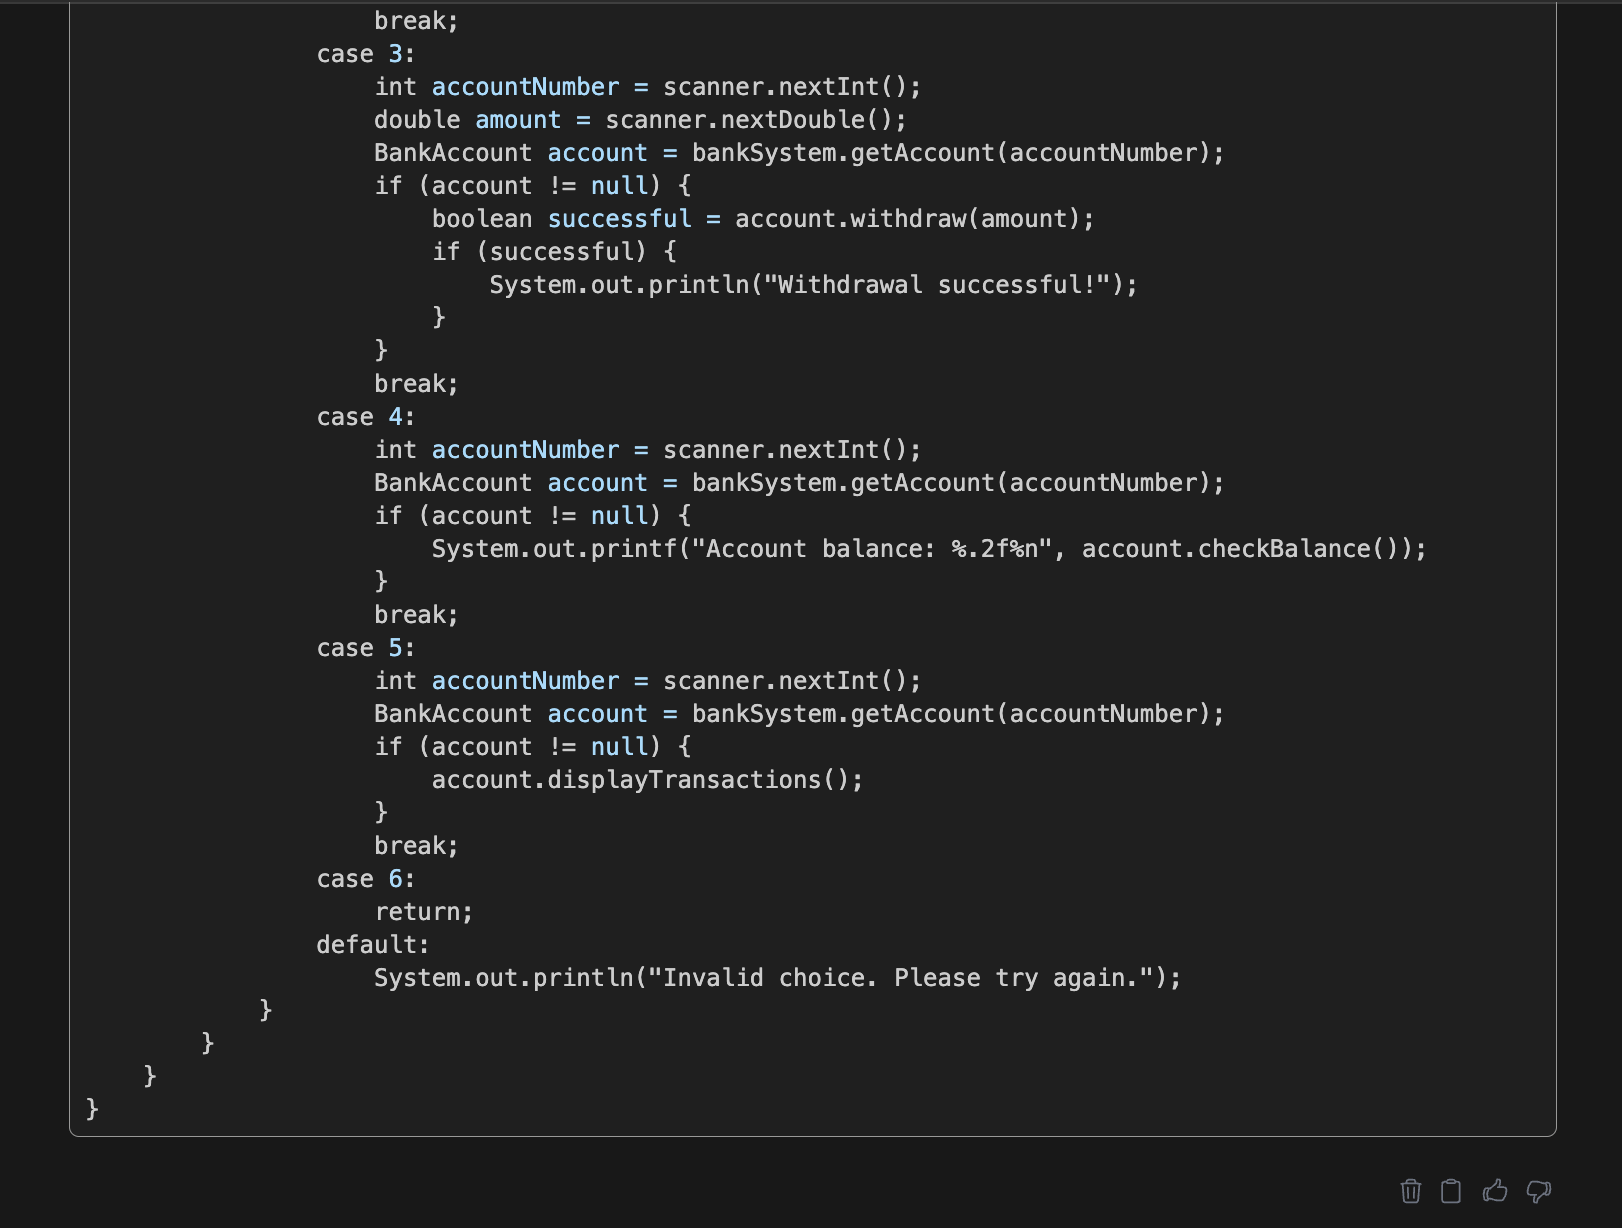 break;
case 3:
int accountNumber = scanner.nextInt();
double amount = scanner.nextDouble();
BankAccount account = bankSystem.getAccount(accountNumber);
if (account != null) {
boolean successful = account.withdraw(amount);
if (successful) {
System.out.println("Withdrawal successful!");
}
}
break;
case 4:
int accountNumber = scanner.nextInt();
BankAccount account = bankSystem.getAccount(accountNumber);
if (account != null) {
System.out.printf("Account balance: %.2f%n", account.checkBalance());
}
break;
case 5:
int accountNumber = scanner.nextInt();
BankAccount account = bankSystem.getAccount(accountNumber);
if (account != null) {
account.displayTransactions();
}
break;
case 6:
return;
default:
System.out.println("Invalid choice. Please try again.");
}
}
}
}